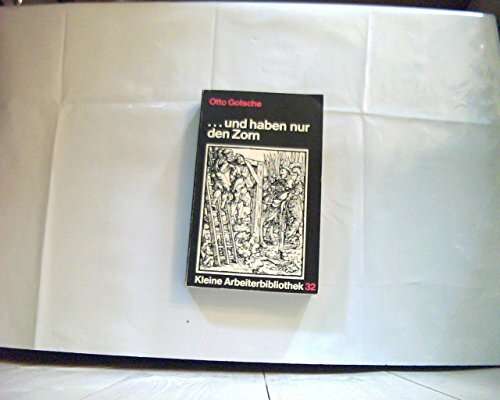 Otto Gotsche
...und haben nur
den Zorn
Kleine Arbeiterbibliothek 32